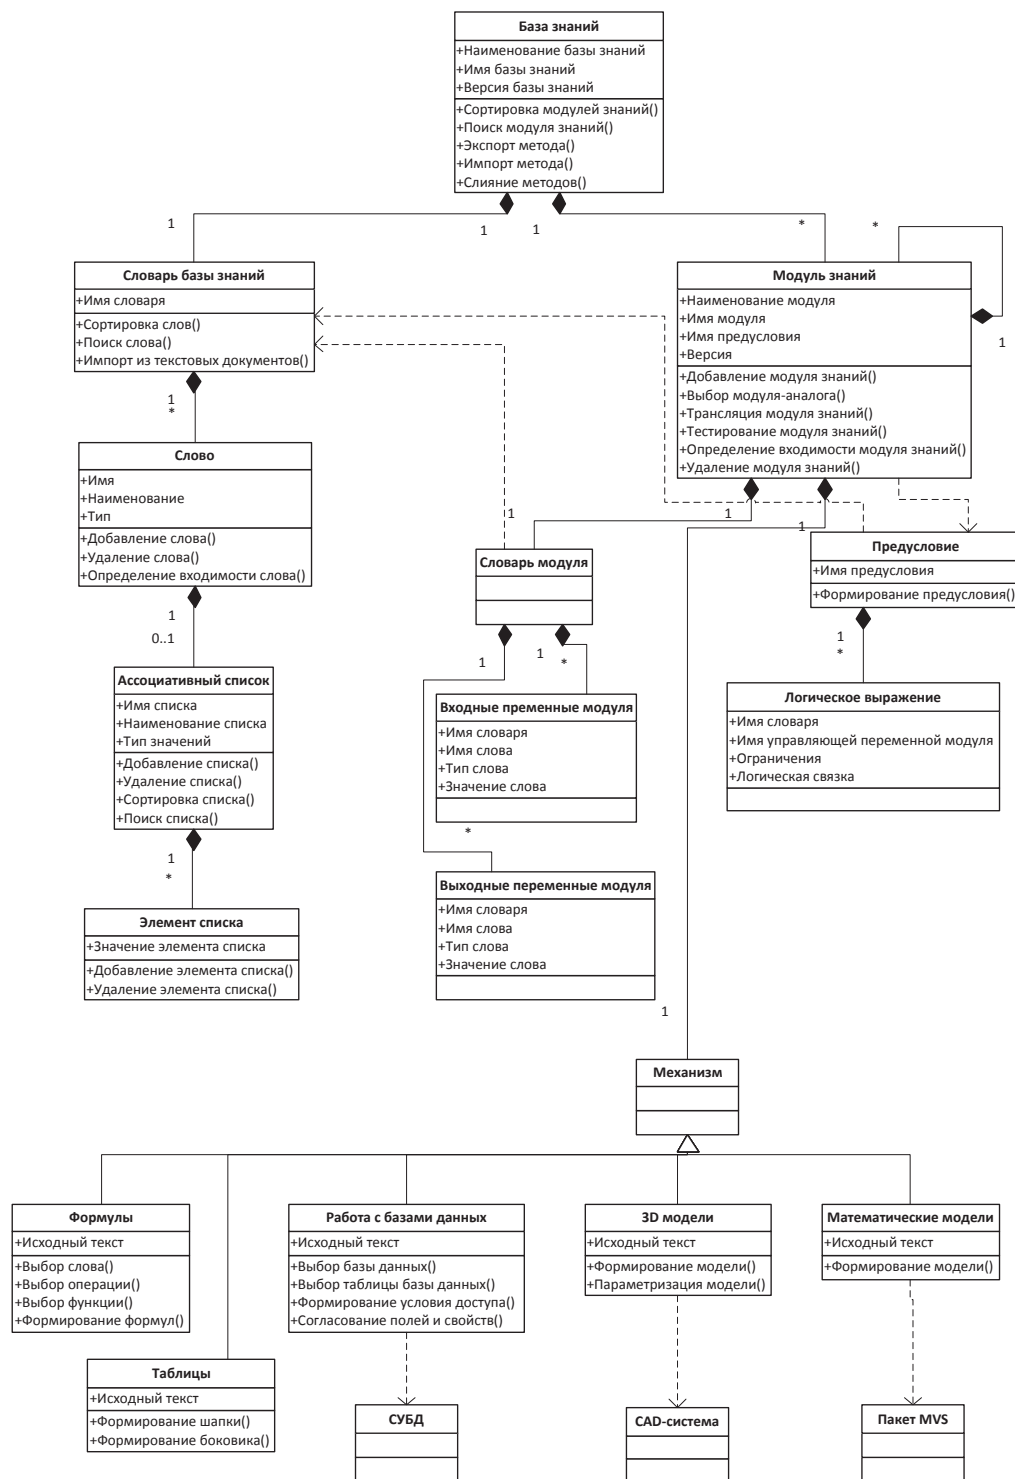 База знаний
+Наименование базы знаний
+Имя базы знаний
+Версия базы знаний
+Сортировка модулей знаний()
+Поиск модуля знаний()
+Экспорт метода()
+Импорт метода()
+Слияние методов()
1
1
1
*
*
1
Словарь базы знаний
+Имя словаря
+Сортировка слов()
+Поиск слова()
+Импорт из текстовых документов()
1
*
Модуль знаний
+Наименование модуля
+Имя модуля
+Имя предусловия
+Версия
+Добавление модуля знаний()
+Выбор модуля-аналога()
+Трансляция модуля знаний()
+Тестирование модуля знаний()
+Определение входимости модуля знаний()
+Удаление модуля знаний()
1
1
1
Слово
+Имя
+Наименование
+Тип
+Добавление слова()
+Удаление слова()
+Определение входимости слова()
1
0..1
Словарь модуля
1
1
*
Предусловие
+Имя предусловия
+Формирование предусловия()
1
*
Ассоциативный список
+Имя списка
+Наименование списка
+Тип значений
+Добавление списка()
+Удаление списка()
+Сортировка списка()
+Поиск списка()
1
*
Входные пременные модуля
+Имя словаря
+Имя слова
+Тип слова
+Значение слова
*
Логическое выражение
+Имя словаря
+Имя управляющей переменной модуля
+Ограничения
+Логическая связка
Выходные переменные модуля
+Имя словаря
+Имя слова
+Тип слова
+Значение слова
Элемент списка
+Значение элемента списка
+Добавление элемента списка()
+Удаление элемента списка()
1
Механизм
Формулы
+Исходный текст
+Выбор слова()
+Выбор операции()
+Выбор функции()
+Формирование формул()
Работа с базами данных
+Исходный текст
+Выбор базы данных()
+Выбор таблицы базы данных()
+Формирование условия доступа()
+Согласование полей и свойств()
3D модели
+Исходный текст
+Формирование модели()
+Параметризация модели()
Математические модели
+Исходный текст
+Формирование модели()
Таблицы
+Исходный текст
+Формирование шапки()
+Формирование боковика()
СУБД
CAD-система
Пакет MVS